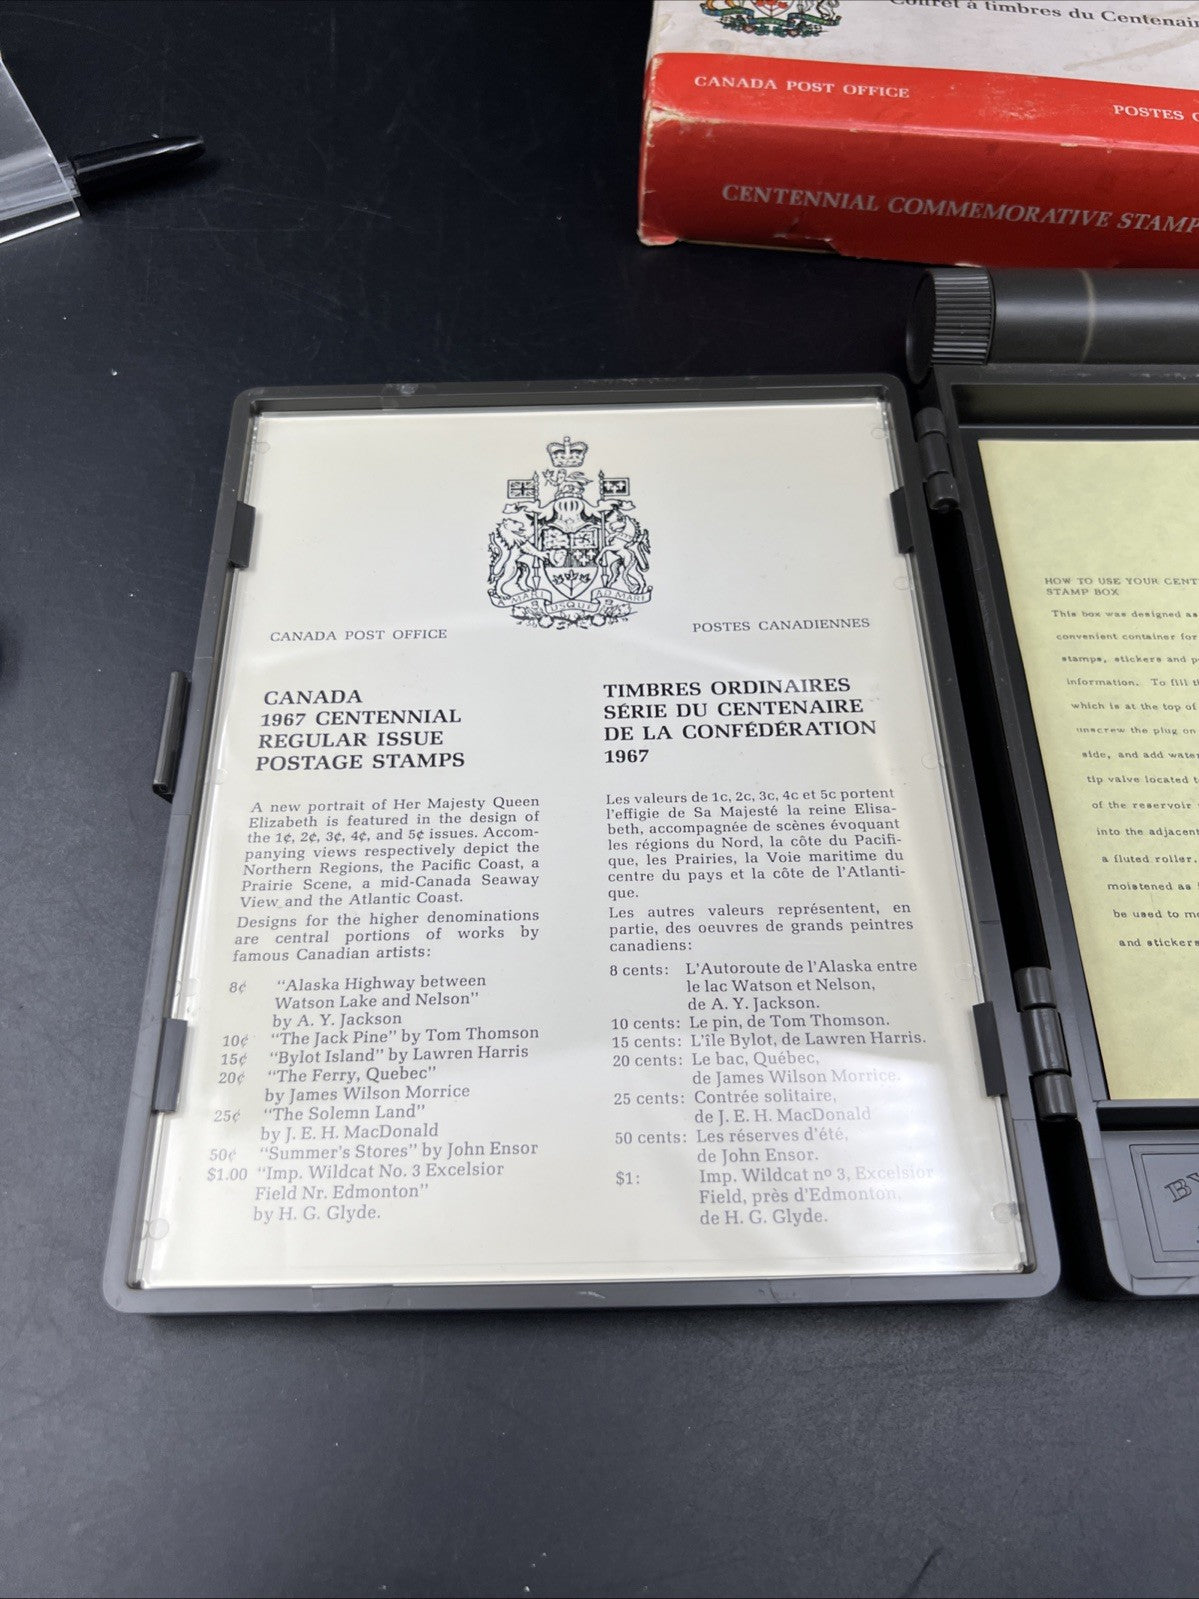 Coffret à timbres du Centenair
CANADA POST OFFICE
POSTES
CENTENNIAL COMMEMORATIVE STAMP
A MARI USQUE AD MARE
CANADA POST OFFICE
POSTES CANADIENNES
CANADA
1967 CENTENNIAL
REGULAR ISSUE
POSTAGE STAMPS
A new portrait of Her Majesty Queen
Elizabeth is featured in the design of
the 1¢, 2¢, 3¢, 4¢, and 5¢ issues. Accom-
panying views respectively depict the
Northern Regions, the Pacific Coast, a
Prairie Scene, a mid-Canada Seaway
View and the Atlantic Coast.
Designs for the higher denominations
are central portions of works by
famous Canadian artists:
8¢ "Alaska Highway between
Watson Lake and Nelson"
by A. Y. Jackson
10¢ "The Jack Pine" by Tom Thomson
15¢ "Bylot Island" by Lawren Harris
20¢ "The Ferry, Quebec"
by James Wilson Morrice
25¢ "The Solemn Land"
by J. E. H. MacDonald
50¢ "Summer's Stores" by John Ensor
$1.00 "Imp. Wildcat No. 3 Excelsior
Field Nr. Edmonton"
by H. G. Glyde.
TIMBRES ORDINAIRES
SÉRIE DU CENTENAIRE
DE LA CONFÉDÉRATION
1967
Les valeurs de 1c, 2c, 3c, 4c et 5c portent
l'effigie de Sa Majesté la reine Elisa-
beth, accompagnée de scènes évoquant
les régions du Nord, la côte du Pacifi-
que, les Prairies, la Voie maritime du
centre du pays et la côte de l'Atlanti-
que.
Les autres valeurs représentent, en
partie, des oeuvres de grands peintres
canadiens:
8 cents: L'Autoroute de l'Alaska entre
le lac Watson et Nelson,
de A. Y. Jackson.
10 cents: Le pin, de Tom Thomson.
15 cents: L'île Bylot, de Lawren Harris.
20 cents: Le bac, Québec,
de James Wilson Morrice.
25 cents: Contrée solitaire,
de J. E. H. MacDonald
50 cents: Les réserves d'été,
de John Ensor.
$1: Imp. Wildcat nº 3, Excelsior
Field, près d'Edmonton,
de H. G. Glyde.
HOW TO USE YOUR CENT
STAMP BOX
This box was designed as
convenient container for
stamps, stickers and p
information. To fill th
which is at the top of
unscrew the plug on
side, and add wate
tip valve located t
of the reservoir
into the adjacent
a fluted roller.
moistened as
be used to mo
and stickers
BY